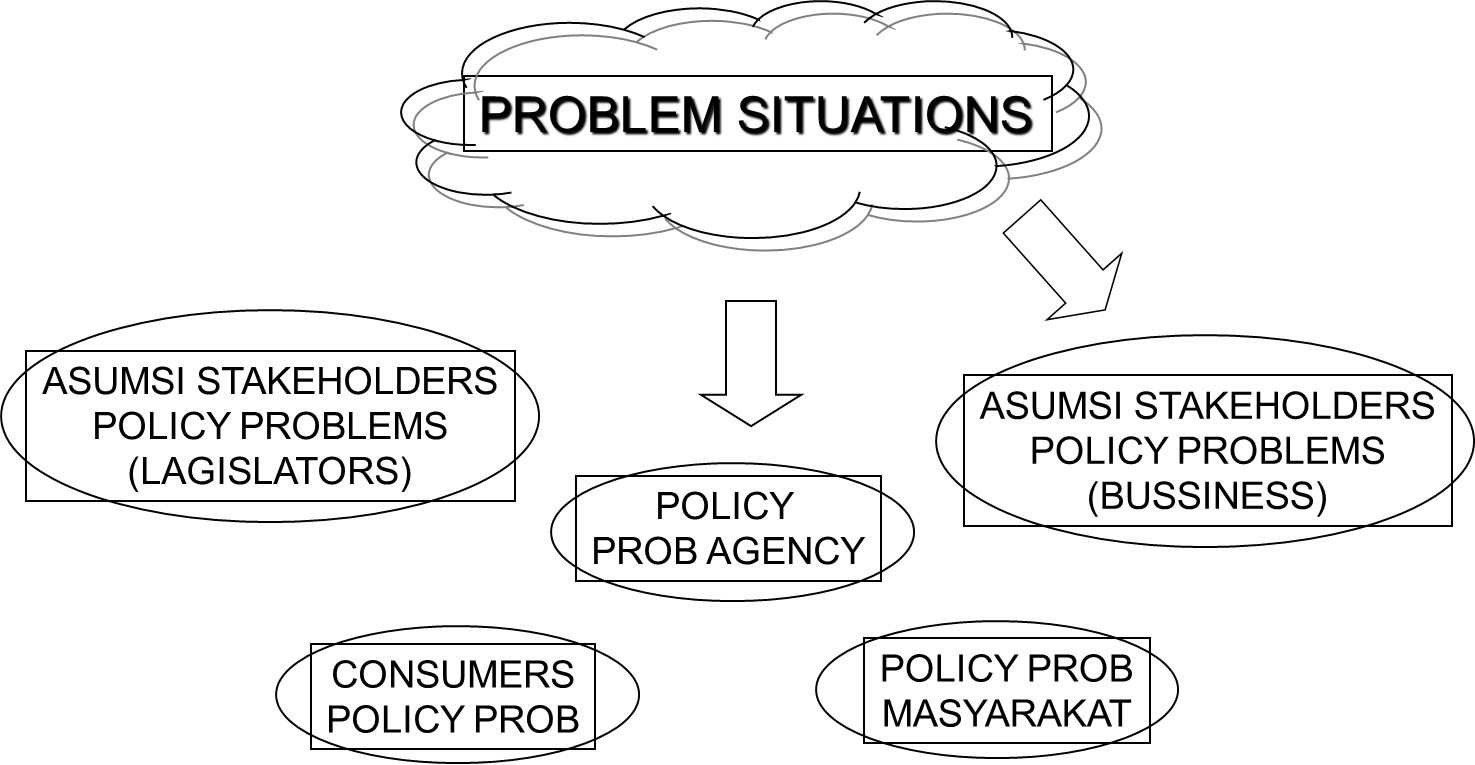 PROBLEM SITUATIONS
ASUMSI STAKEHOLDERS
POLICY PROBLEMS
(LAGISLATORS)
ASUMSI STAKEHOLDERS
POLICY PROBLEMS
(BUSSINESS)
POLICY
PROB AGENCY
CONSUMERS
POLICY PROB
POLICY PROB
MASYARAKAT